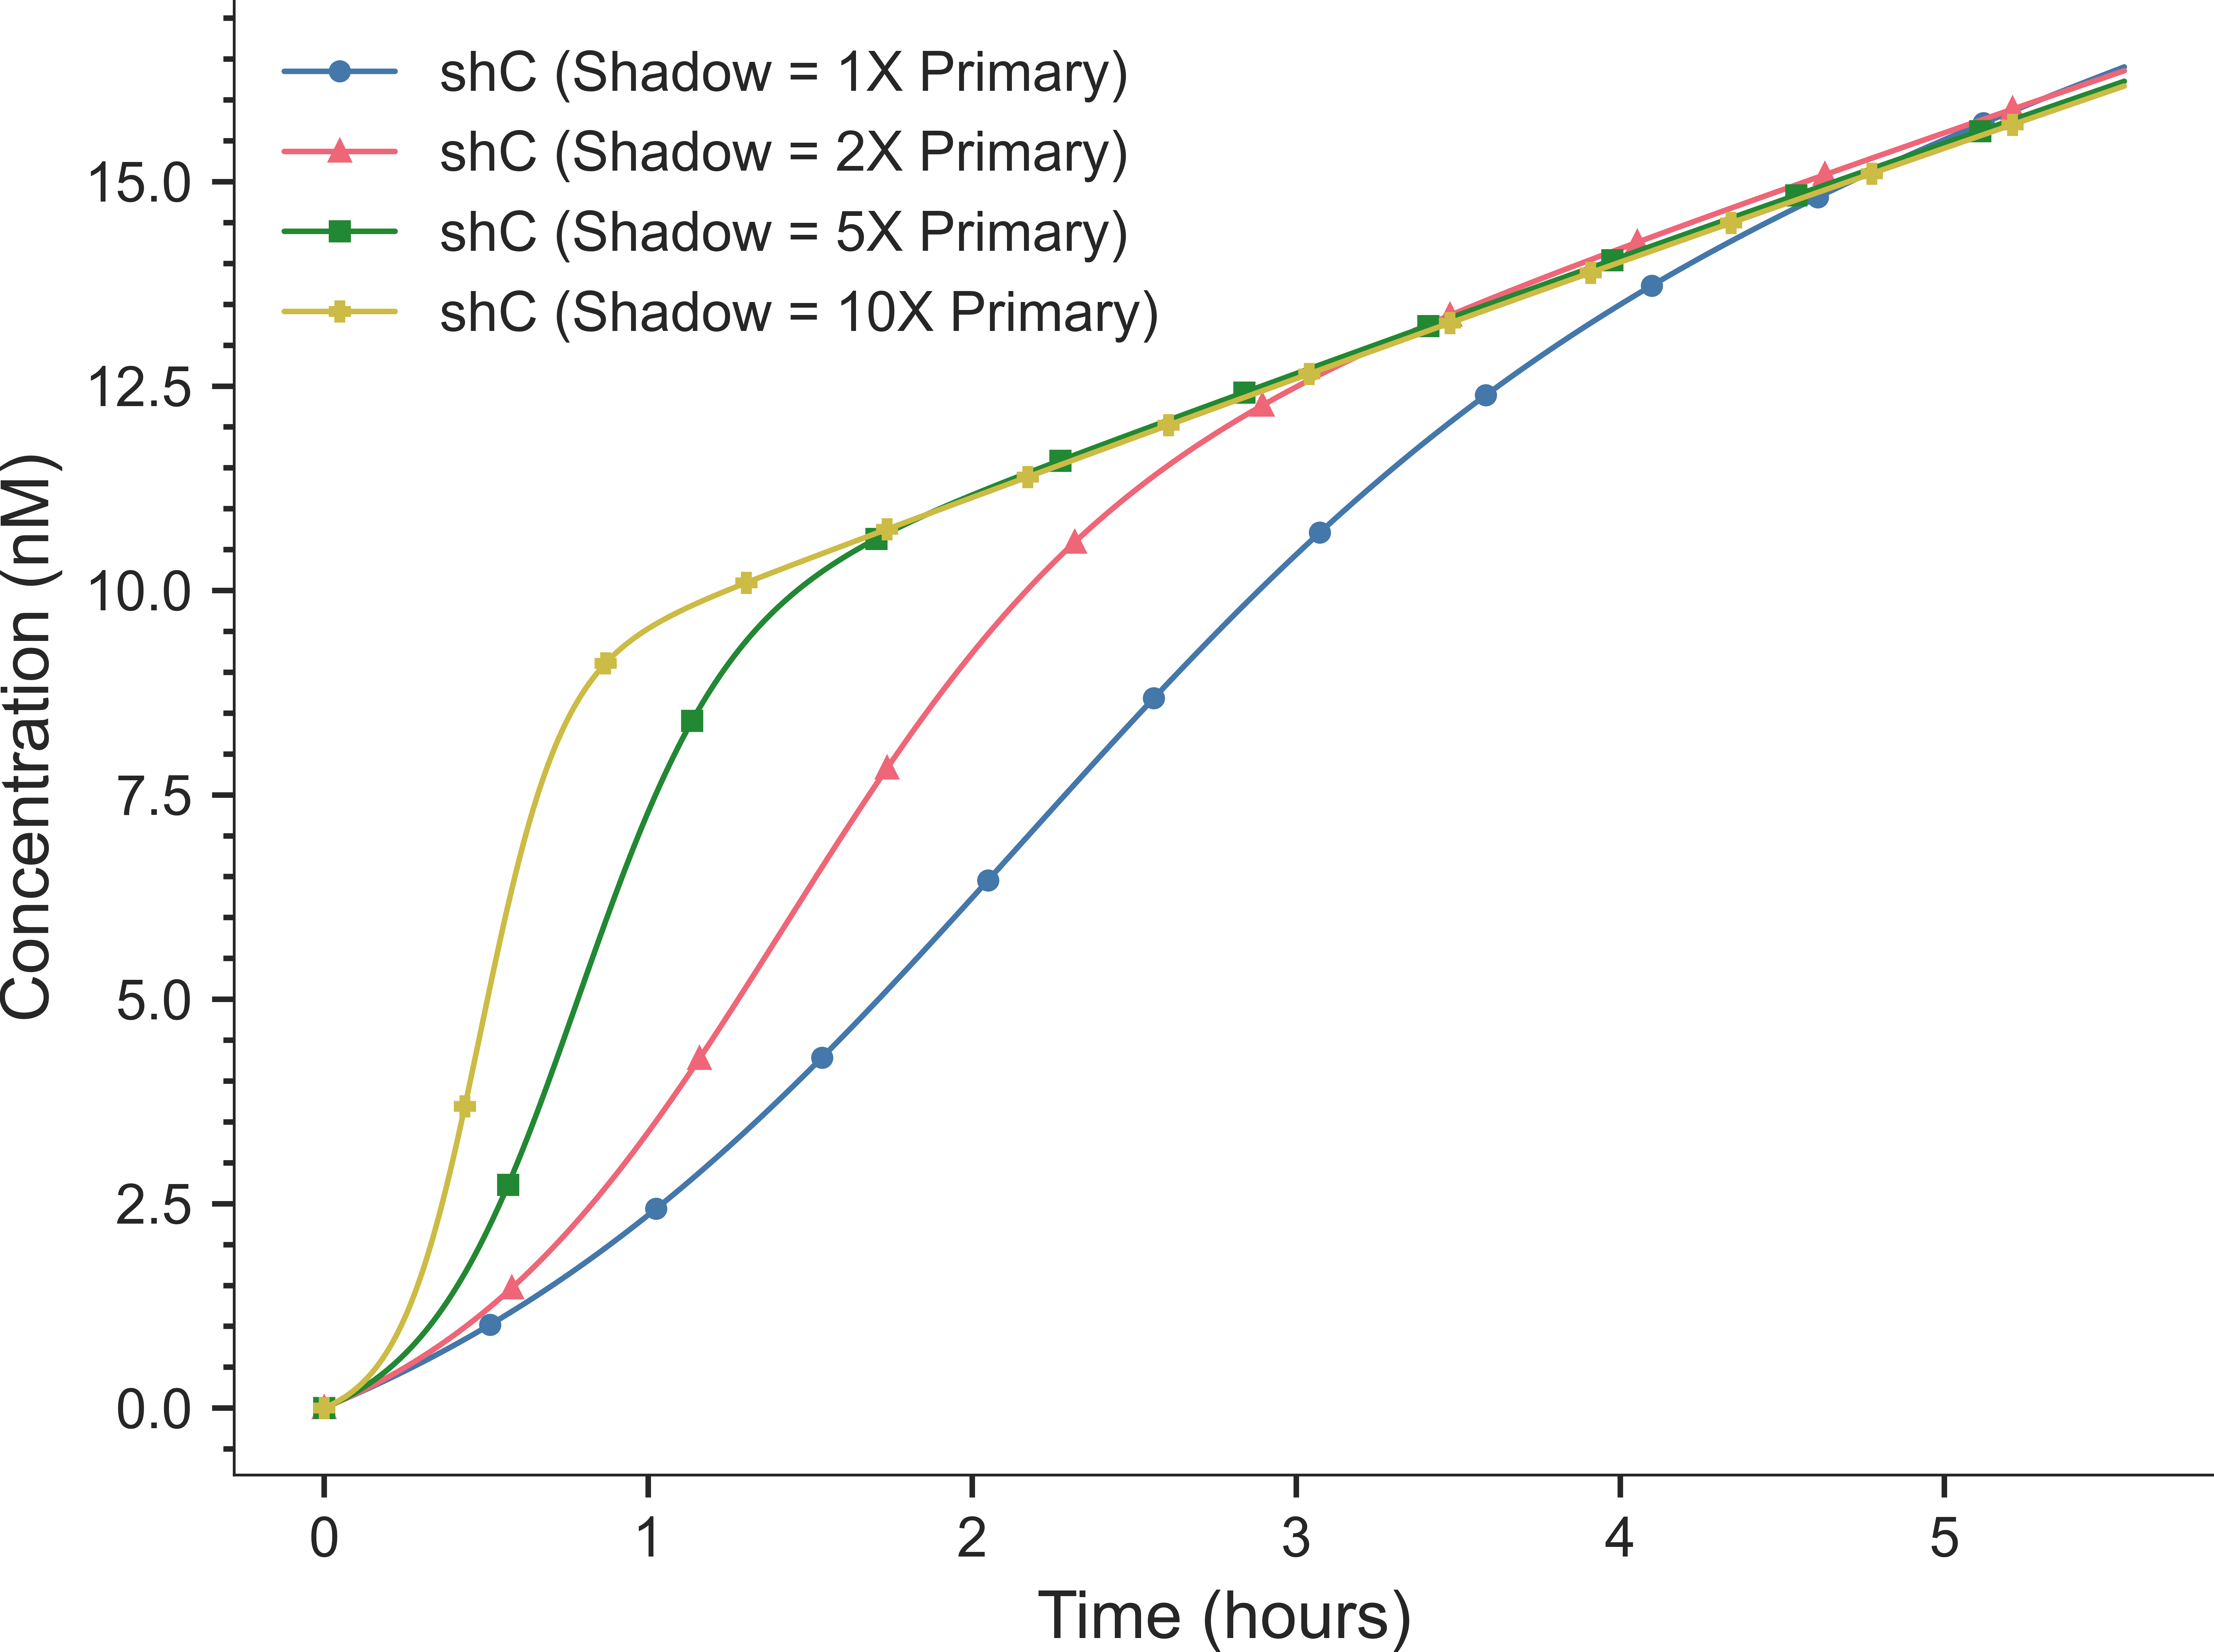 shC (Shadow = 1X Primary)
shC (Shadow = 2X Primary)
shC (Shadow = 5X Primary)
shC (Shadow = 10X Primary)
Concentration (nM)
15.0
12.5
10.0
7.5
5.0
2.5
0.0
0 1 2 3 4 5
Time (hours)